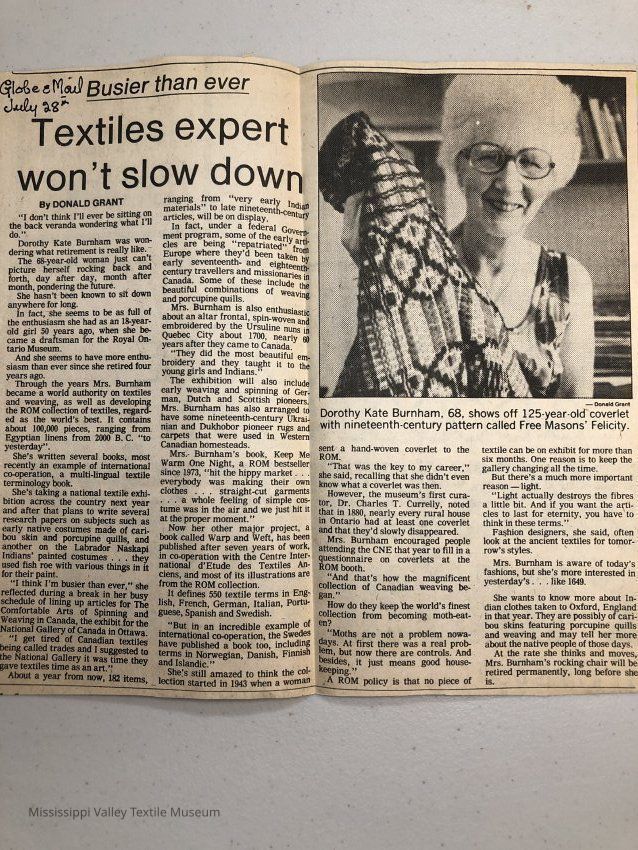 Globe & Mail
July 28th
Busier than ever
Textiles expert
won't slow down
By DONALD GRANT
"I don't think I'll ever be sitting on
the back veranda wondering what I'll
do."
Dorothy Kate Burnham was won-
dering what retirement is really like.
The 68-year-old woman just can't
picture herself rocking back and
forth, day after day, month after
month, pondering the future.
She hasn't been known to sit down
anywhere for long.
In fact, she seems to be as full of
the enthusiasm she had as an 18-year-
old girl 50 years ago, when she be-
came a draftsman for the Royal On-
tario Museum.
And she seems to have more enthu-
siasm than ever since she retired four
years ago.
Through the years Mrs. Burnham
became a world authority on textiles
and weaving, as well as developing
the ROM collection of textiles, regard-
ed as the world's best. It contains
about 100,000 pieces, ranging from
Egyptian linens from 2000 B. C. "to
yesterday".
She's written several books, most
recently an example of international
co-operation, a multi-lingual textile
terminology book.
She's taking a national textile exhi-
bition across the country next year
and after that plans to write several
research papers on subjects such as
early native costumes made of cari-
bou skin and porcupine quills, and
another on the Labrador Naskapi
Indians' painted costumes . . . they
used fish roe with various things in it
for their paint.
"I think I'm busier than ever," she
reflected during a break in her busy
schedule of lining up articles for The
Comfortable Arts of Spinning and
Weaving in Canada, the exhibit for the
National Gallery of Canada in Ottawa.
"I get tired of Canadian textiles
being called trades and I suggested to
the National Gallery it was time they
gave textiles time as an art."
About a year from now, 182 items,
ranging from "very early Indian
materials" to late nineteenth-century
articles, will be on display.
In fact, under a federal Govern-
ment program, some of the early arti-
cles are being "repatriated" from
Europe where they'd been taken by
early seventeenth- and eighteenth-
century travellers and missionaries in
Canada. Some of these include the
beautiful combinations of weaving
and porcupine quills.
Mrs. Burnham is also enthusiastic
about an altar frontal, spin-woven and
embroidered by the Ursuline nuns in
Quebec City about 1700, nearly 60
years after they came to Canada.
"They did the most beautiful em-
broidery and they taught it to the
young girls and Indians."
The exhibition will also include
early weaving and spinning of Ger-
man, Dutch and Scottish pioneers.
Mrs. Burnham has also arranged to
have some nineteenth-century Ukrai-
nian and Dukhobor pioneer rugs and
carpets that were used in Western
Canadian homesteads.
Mrs. Burnham's book, Keep Me
Warm One Night, a ROM bestseller
since 1973, "hit the hippy market . . .
everybody was making their own
clothes . . . straight-cut garments
. . . a whole feeling of simple cos-
tume was in the air and we just hit it
at the proper moment."
Now her other major project, a
book called Warp and Weft, has been
published after seven years of work,
in co-operation with the Centre Inter-
national d'Etude des Textiles An-
ciens, and most of its illustrations are
from the ROM collection.
It defines 550 textile terms in Eng-
lish, French, German, Italian, Portu-
guese, Spanish and Swedish.
"But in an incredible example of
international co-operation, the Swedes
have published a book too, including
terms in Norwegian, Danish, Finnish
and Islandic."
She's still amazed to think the col-
lection started in 1943 when a woman
— Donald Grant
Dorothy Kate Burnham, 68, shows off 125-year-old coverlet
with nineteenth-century pattern called Free Masons' Felicity.
sent a hand-woven coverlet to the
ROM.
"That was the key to my career,"
she said, recalling that she didn't even
know what a coverlet was then.
However, the museum's first cura-
tor, Dr. Charles T. Currelly, noted
that in 1880, nearly every rural house
in Ontario had at least one coverlet
and that they'd slowly disappeared.
Mrs. Burnham encouraged people
attending the CNE that year to fill in a
questionnaire on coverlets at the
ROM booth.
"And that's how the magnificent
collection of Canadian weaving be-
gan."
How do they keep the world's finest
collection from becoming moth-eat-
en?
"Moths are not a problem nowa-
days. At first there was a real prob-
lem, but now there are controls. And
besides, it just means good house-
keeping."
A ROM policy is that no piece of
textile can be on exhibit for more than
six months. One reason is to keep the
gallery changing all the time.
But there's a much more important
reason — light.
"Light actually destroys the fibres
a little bit. And if you want the arti-
cles to last for eternity, you have to
think in these terms."
Fashion designers, she said, often
look at the ancient textiles for tomor-
row's styles.
Mrs. Burnham is aware of today's
fashions, but she's more interested in
yesterday's . . . like 1649.
She wants to know more about In-
dian clothes taken to Oxford, England
in that year. They are possibly of cari-
bou skins featuring porcupine quills
and weaving and may tell her more
about the native people of those days.
At the rate she thinks and moves,
Mrs. Burnham's rocking chair will be
retired permanently, long before she
is.
Mississippi Valley Textile Museum